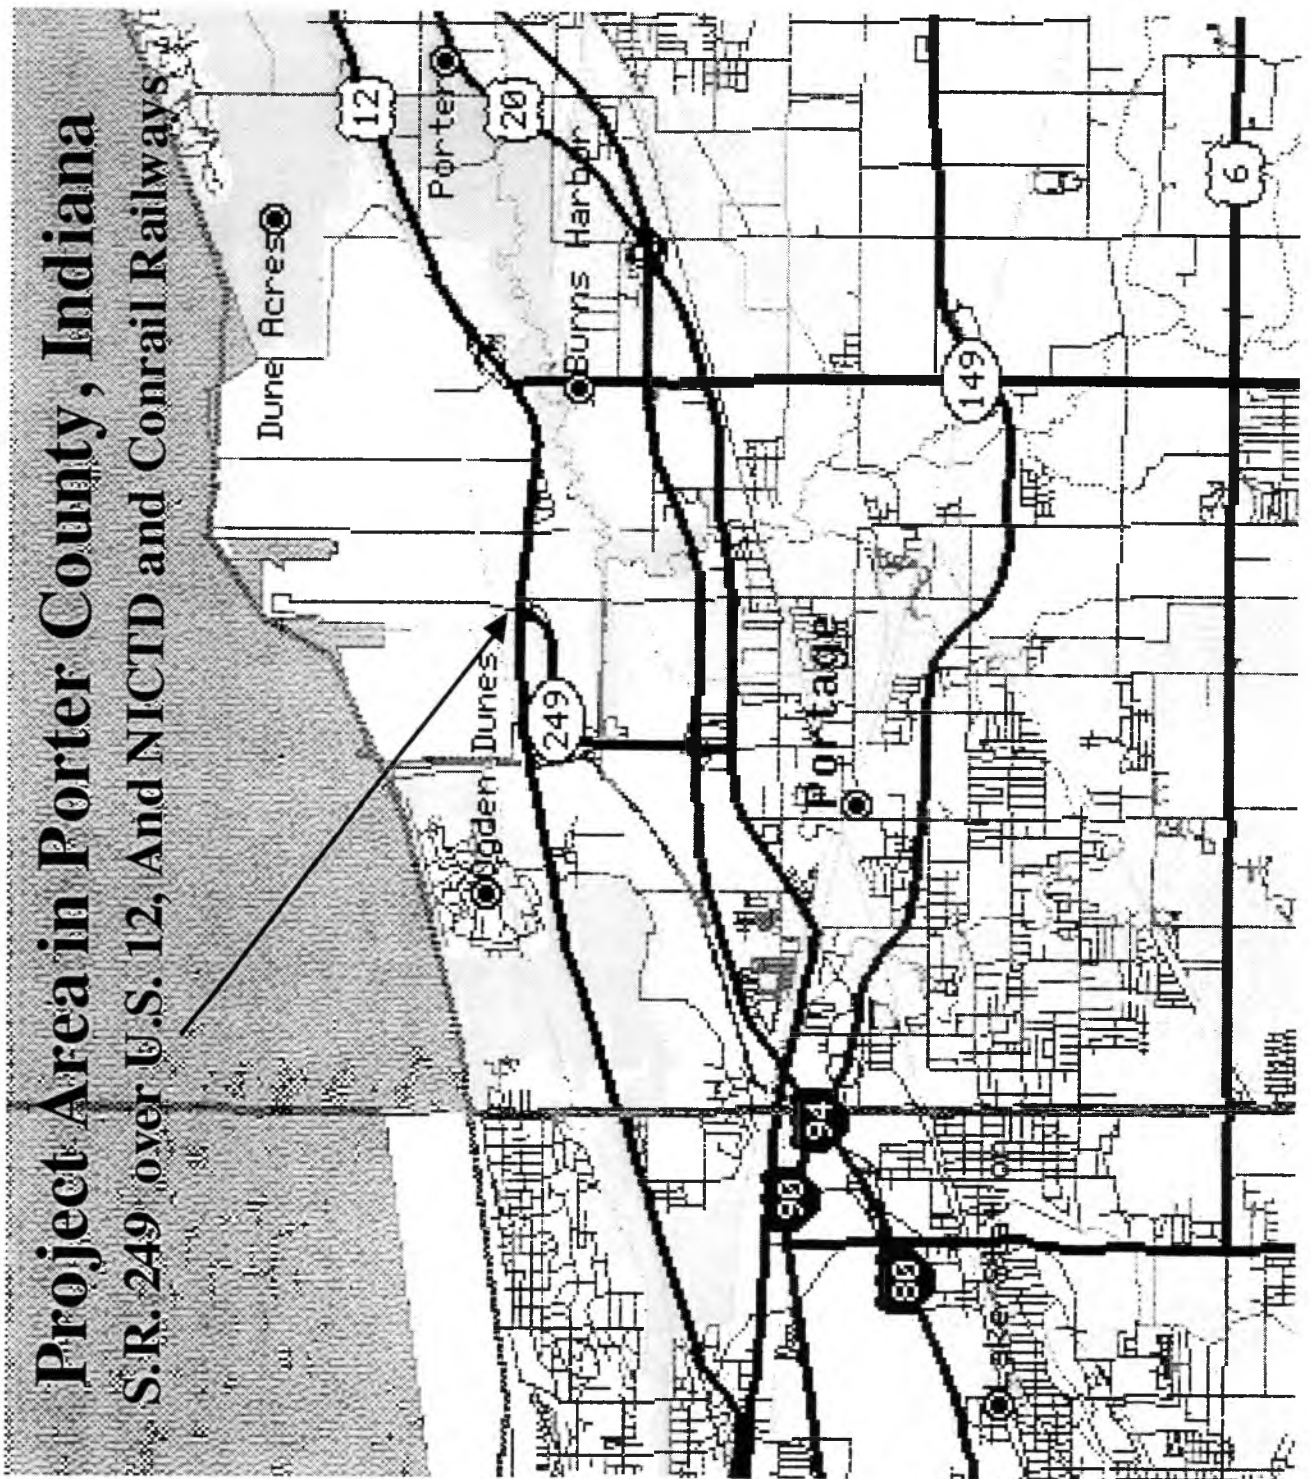 Project Area in Porter County, Indiana
S.R. 249 over U.S. 12, And NICTD and Conrail Railways
Dune Acres
12
Porter
20
Burns Harbor
Ogden Dunes
249
149
Portage
6
94
90
80